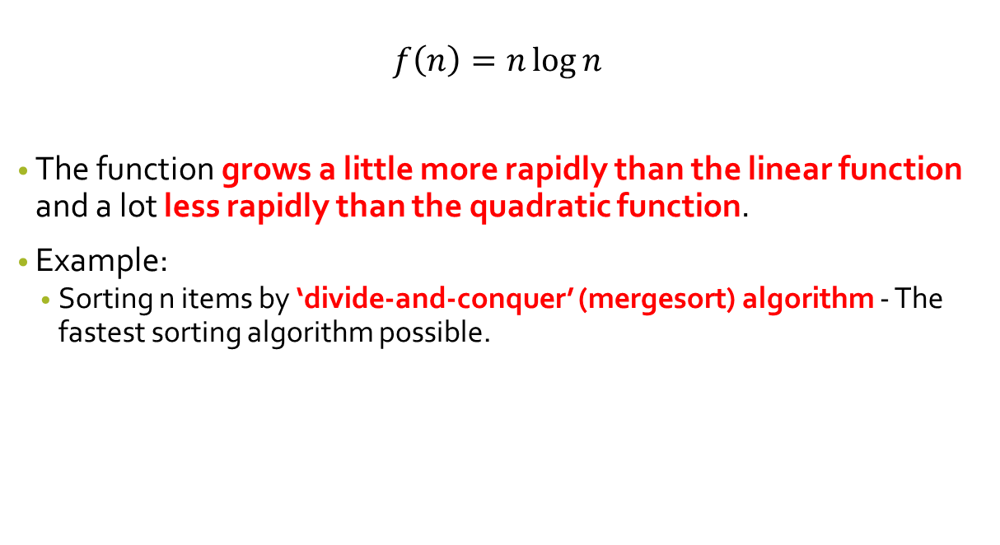 f(n) = n log n
• The function grows a little more rapidly than the linear function
and a lot less rapidly than the quadratic function.
• Example:
• Sorting n items by ‘divide-and-conquer’ (mergesort) algorithm - The
fastest sorting algorithm possible.